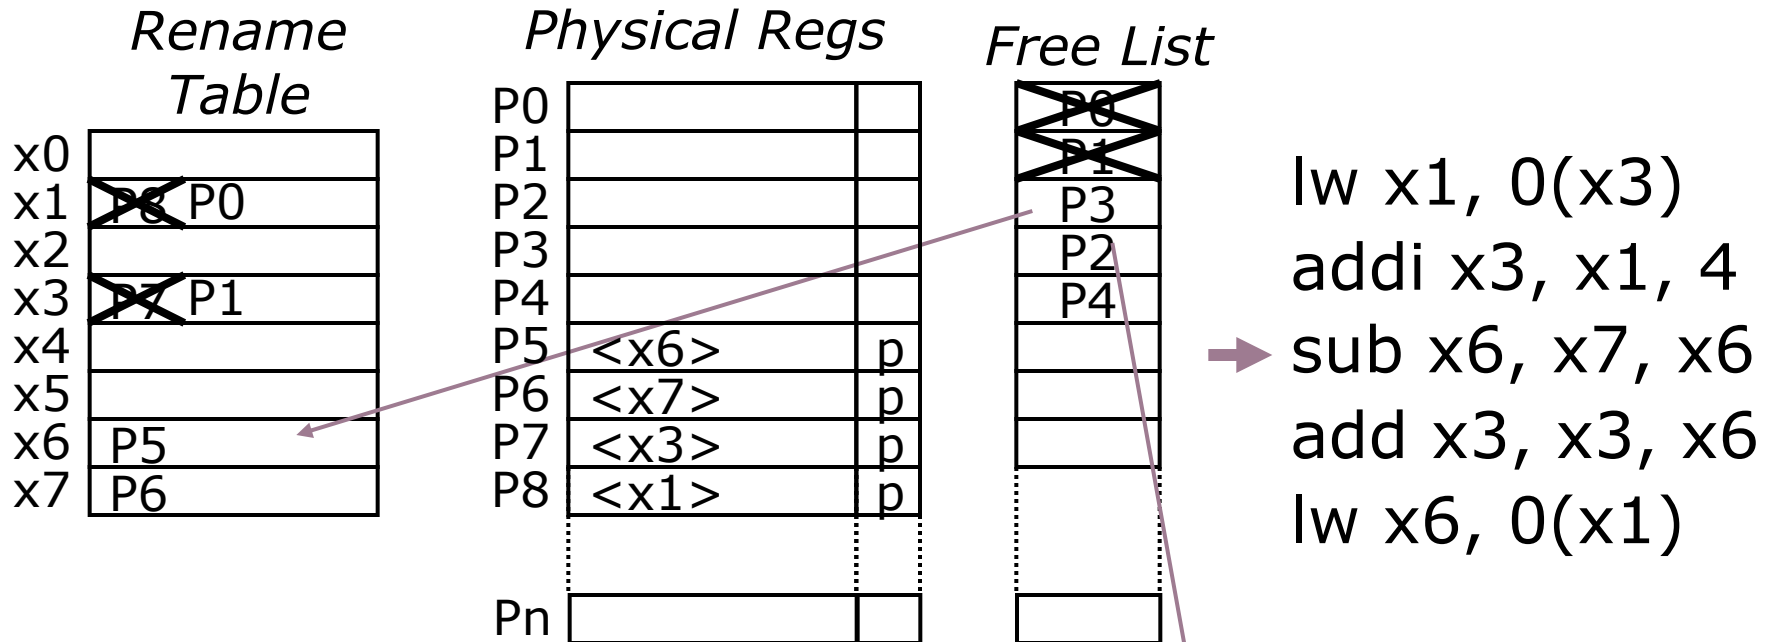 Rename Table
x0
x1 P8 P0
x2
x3 P7 P1
x4
x5
x6 P5
x7 P6
Physical Regs
P0
P1
P2
P3
P4
P5 <x6> p
P6 <x7> p
P7 <x3> p
P8 <x1> p
Pn
Free List
P0
P1
P3
P2
P4
lw x1, 0(x3)
addi x3, x1, 4
sub x6, x7, x6
add x3, x3, x6
lw x6, 0(x1)